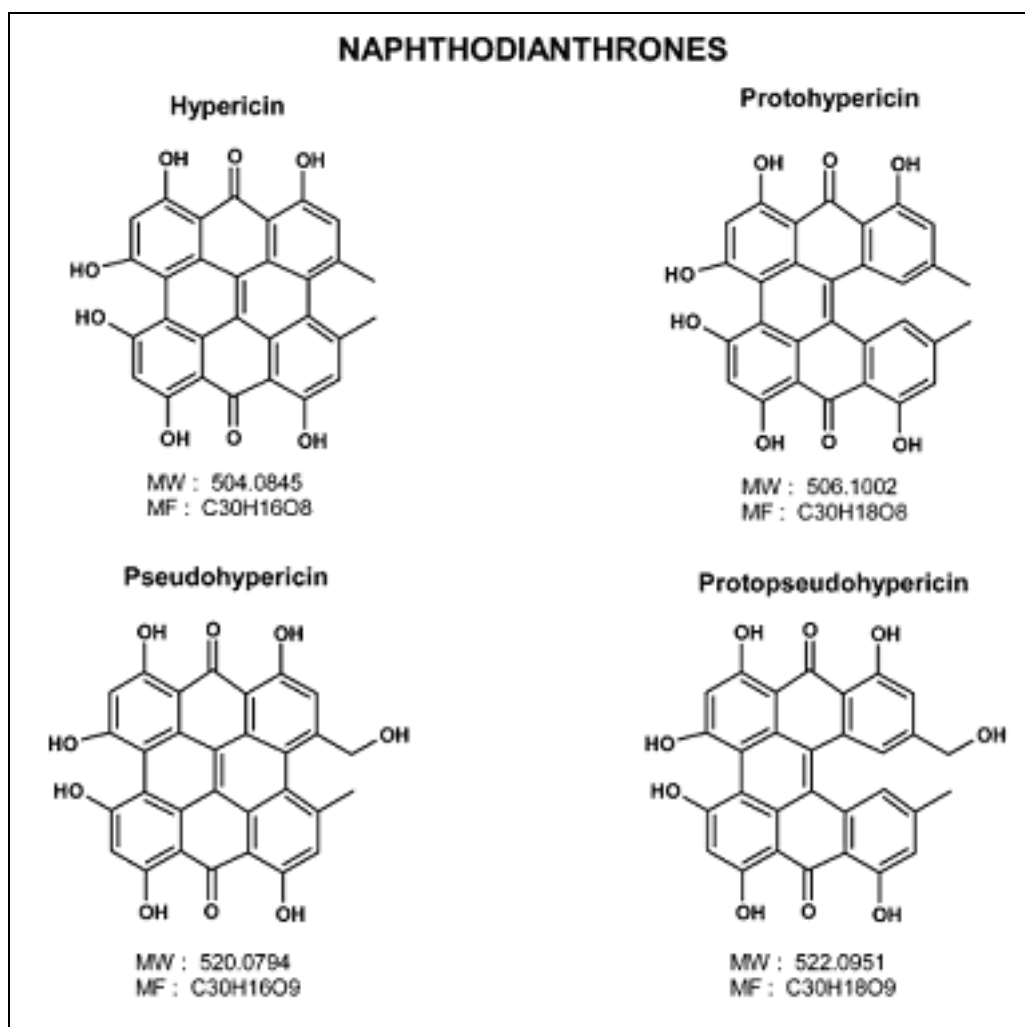 NAPHTHODIANTHRONES
Hypericin
Protohypericin
OH O OH
HO
HO
OH O OH
MW : 504.0845
MF : C30H16O8
OH O OH
HO
HO
OH O OH
MW : 506.1002
MF : C30H18O8
Pseudohypericin
Protopseudohypericin
OH O OH
HO OH
HO
OH O OH
MW : 520.0794
MF : C30H16O9
OH O OH
HO OH
HO
OH O OH
MW : 522.0951
MF : C30H18O9